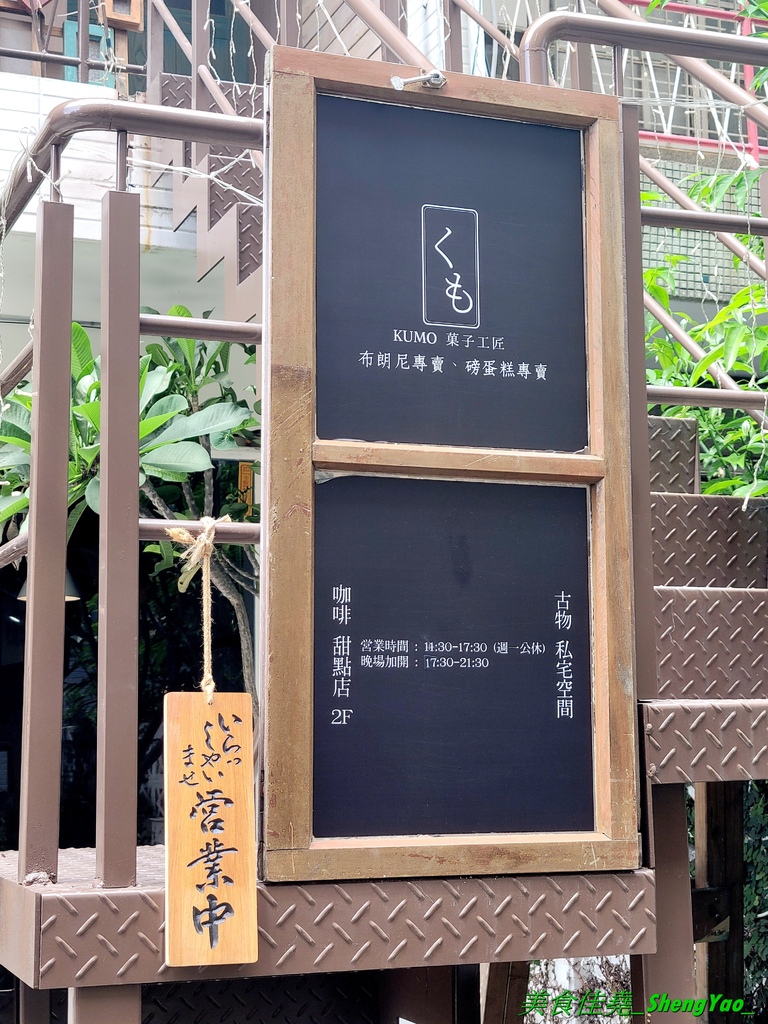 くも
KUMO 菓子工匠
布朗尼專賣、磅蛋糕專賣
古物 私宅空間
営業時間：14:30-17:30 (週一公休)
晚場加開：17:30-21:30
咖啡 甜點店 2F
いらっ
しゃい
ませ
営業中
美食佳堯_ShengYao_